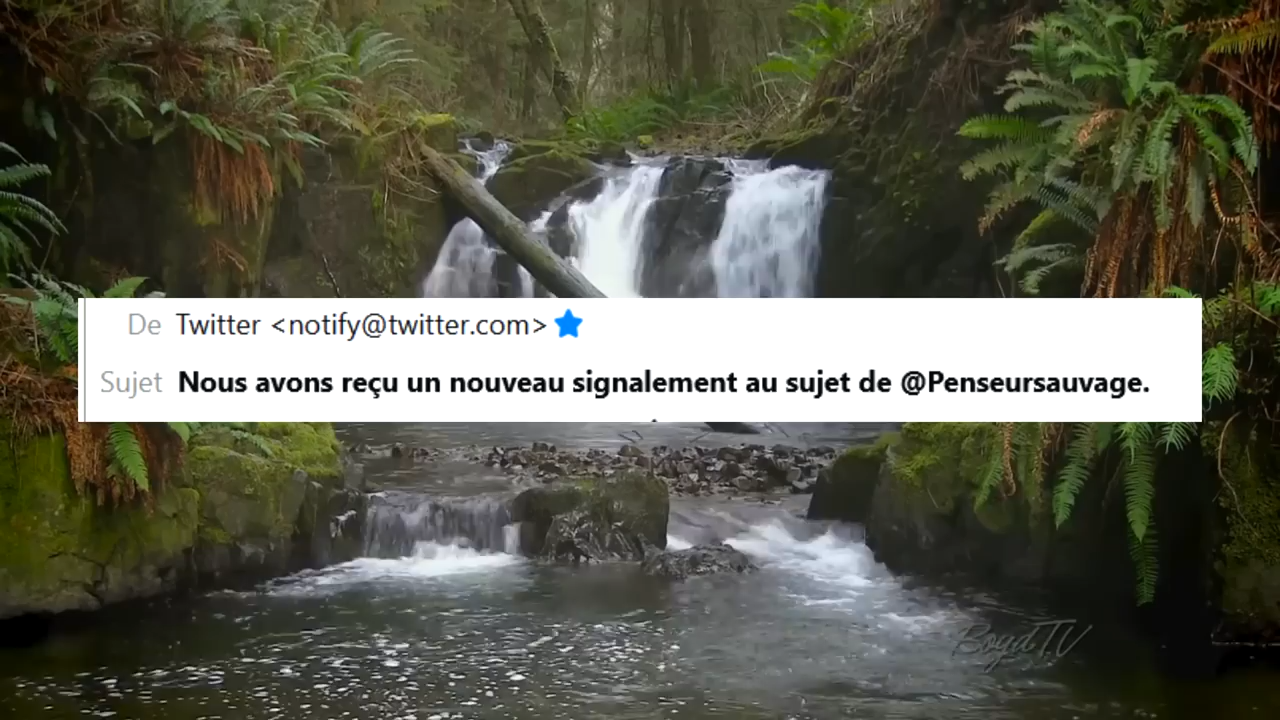 De Twitter <notify@twitter.com>
Sujet Nous avons reçu un nouveau signalement au sujet de @Penseursauvage.
BoydTV